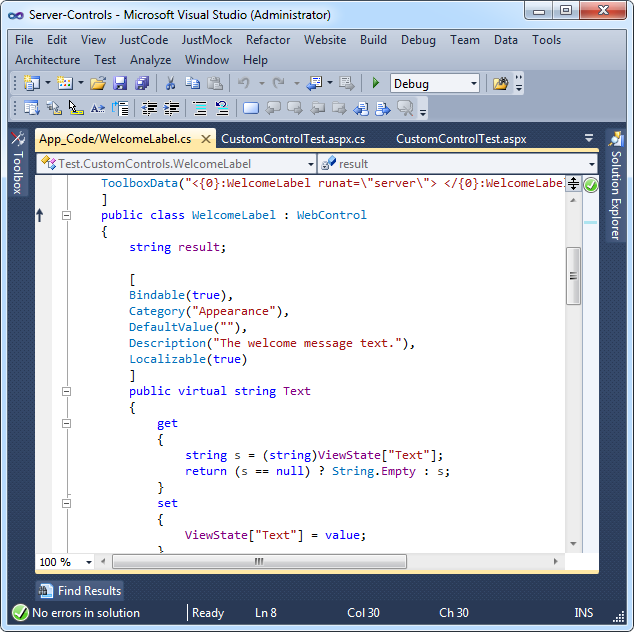 Server-Controls - Microsoft Visual Studio (Administrator)
File Edit View JustCode JustMock Refactor Website Build Debug Team Data Tools
Architecture Test Analyze Window Help
Debug
App_Code/WelcomeLabel.cs CustomControlTest.aspx.cs CustomControlTest.aspx
Test.CustomControls.WelcomeLabel result
Toolbox
Solution Explorer
ToolboxData("<{0}:WelcomeLabel runat=\"server\"> </{0}:WelcomeLabe
]
public class WelcomeLabel : WebControl
{
string result;
[
Bindable(true),
Category("Appearance"),
DefaultValue(""),
Description("The welcome message text."),
Localizable(true)
]
public virtual string Text
{
get
{
string s = (string)ViewState["Text"];
return (s == null) ? String.Empty : s;
}
set
{
ViewState["Text"] = value;
}
100 %
Find Results
No errors in solution Ready Ln 8 Col 30 Ch 30 INS